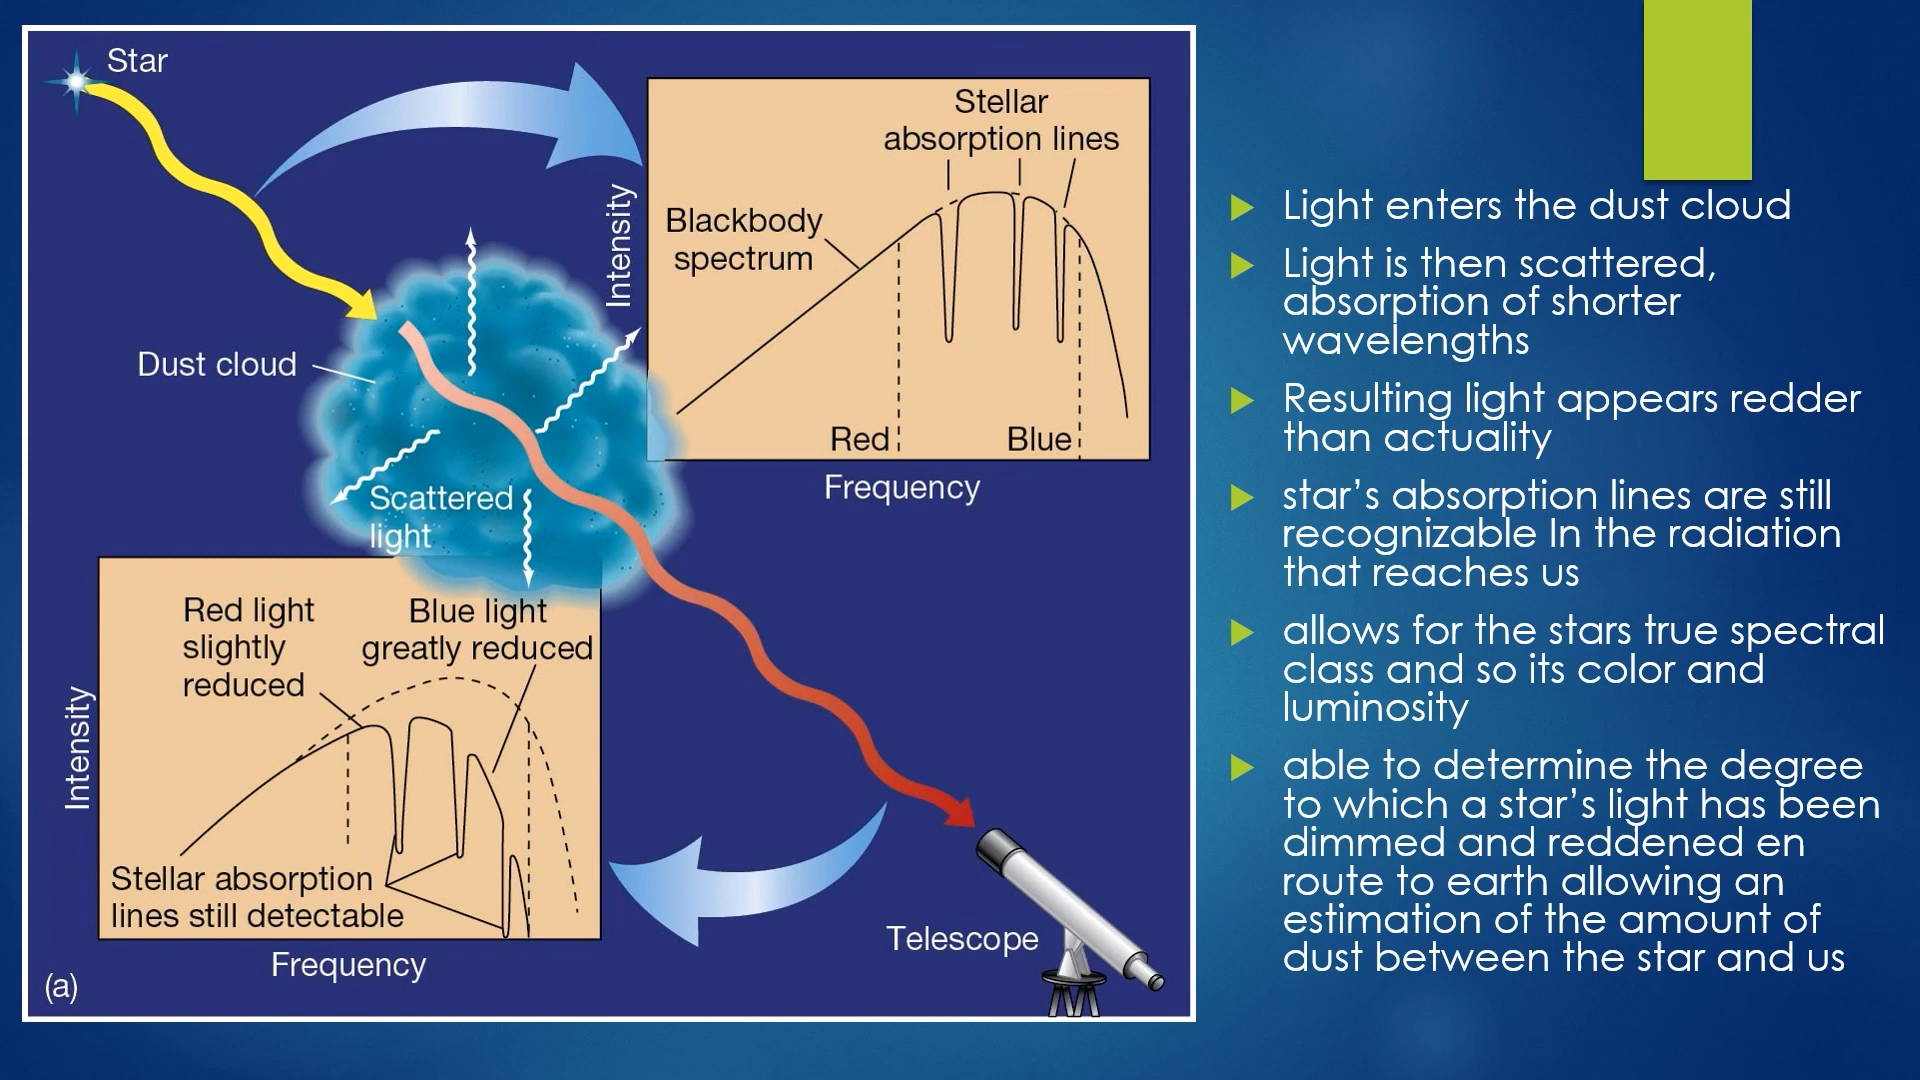 Star
Stellar
absorption lines
Blackbody
spectrum
Intensity
Red
Blue
Frequency
Dust cloud
Scattered
light
Red light
slightly
reduced
Blue light
greatly reduced
Intensity
Stellar absorption
lines still detectable
Frequency
Telescope
(a)
Light enters the dust cloud
Light is then scattered,
absorption of shorter
wavelengths
Resulting light appears redder
than actuality
star’s absorption lines are still
recognizable In the radiation
that reaches us
allows for the stars true spectral
class and so its color and
luminosity
able to determine the degree
to which a star’s light has been
dimmed and reddened en
route to earth allowing an
estimation of the amount of
dust between the star and us